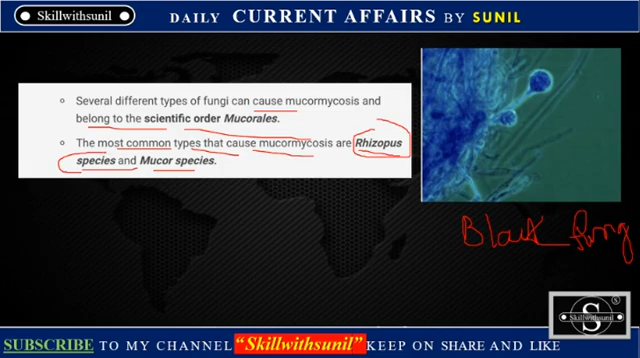 Skillwithsunil
DAILY CURRENT AFFAIRS BY SUNIL
Several different types of fungi can cause mucormycosis and
belong to the scientific order Mucorales.
The most common types that cause mucormycosis are Rhizopus
species and Mucor species.
Black fung
S
Skillwithsunil
SUBSCRIBE TO MY CHANNEL "Skillwithsunil" KEEP ON SHARE AND LIKE